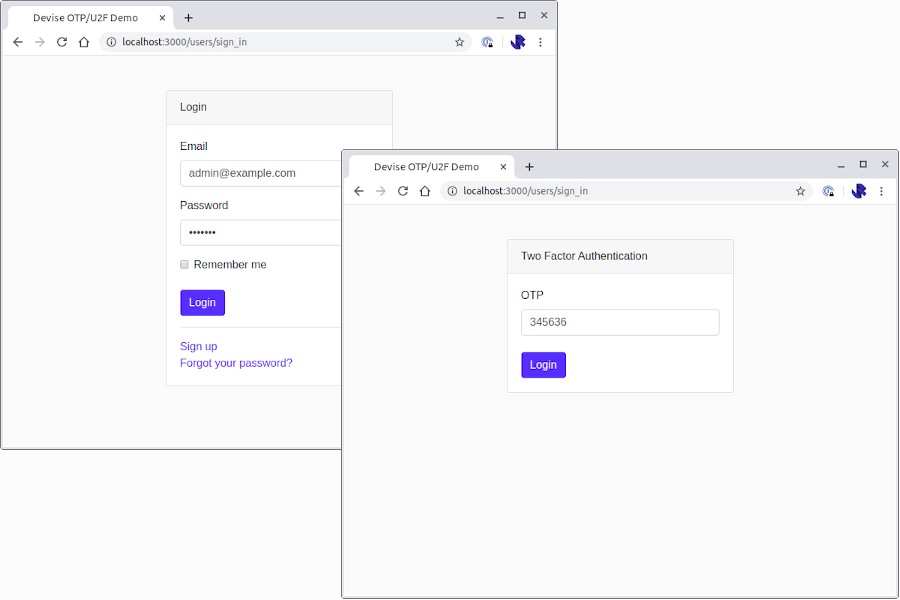 Devise OTP/U2F Demo
localhost:3000/users/sign_in
Login
Email
admin@example.com
Password
•••••••
Remember me
Login
Sign up
Forgot your password?
Devise OTP/U2F Demo
localhost:3000/users/sign_in
Two Factor Authentication
OTP
345636
Login